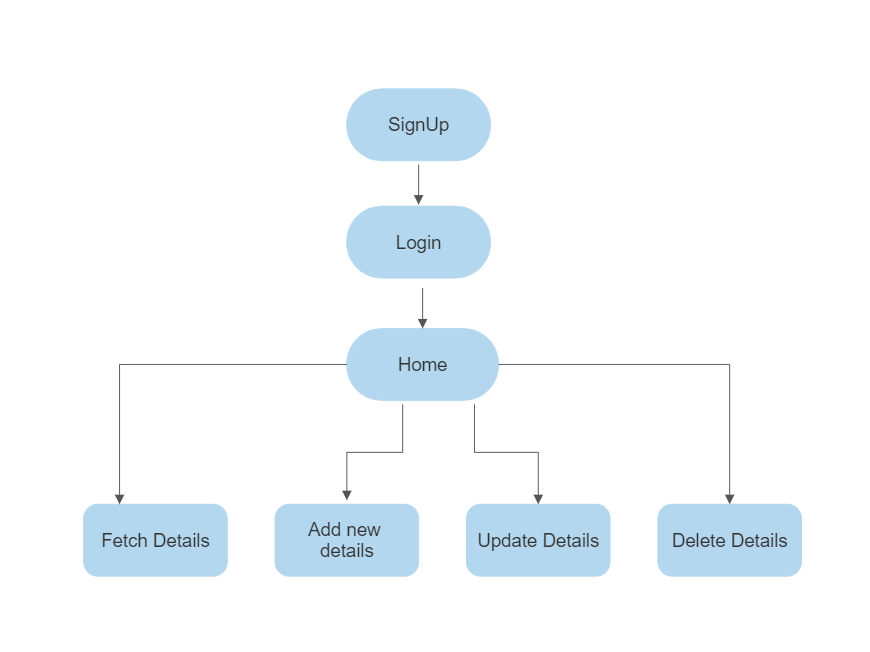 SignUp
Login
Home
Fetch Details
Add new
details
Update Details
Delete Details